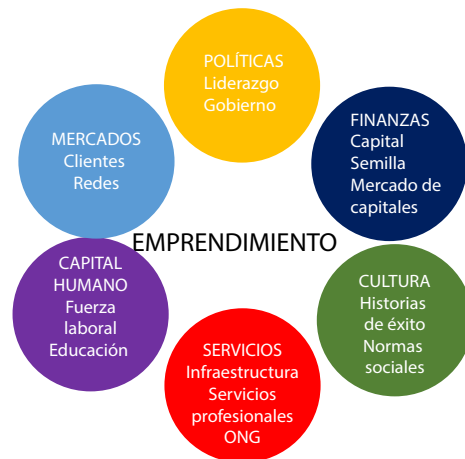 POLÍTICAS
Liderazgo
Gobierno
MERCADOS
Clientes
Redes
FINANZAS
Capital
Semilla
Mercado de
capitales
EMPRENDIMIENTO
CAPITAL
HUMANO
Fuerza
laboral
Educación
CULTURA
Historias
de éxito
Normas
sociales
SERVICIOS
Infraestructura
Servicios
profesionales
ONG